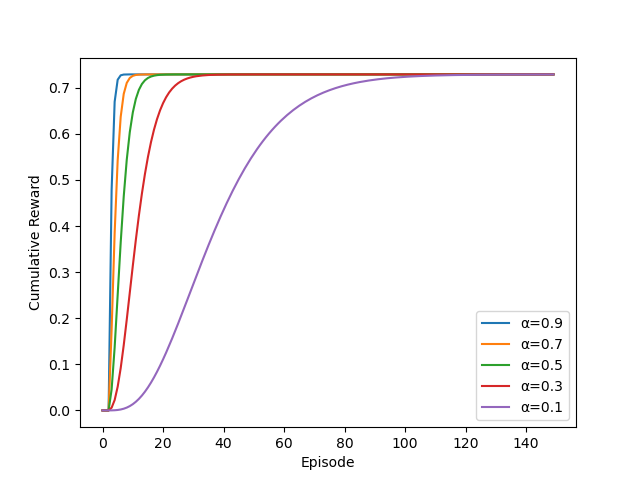 0.7
0.6
0.5
0.4
0.3
0.2
0.1
0.0
Cumulative Reward
0 20 40 60 80 100 120 140
Episode
α=0.9
α=0.7
α=0.5
α=0.3
α=0.1